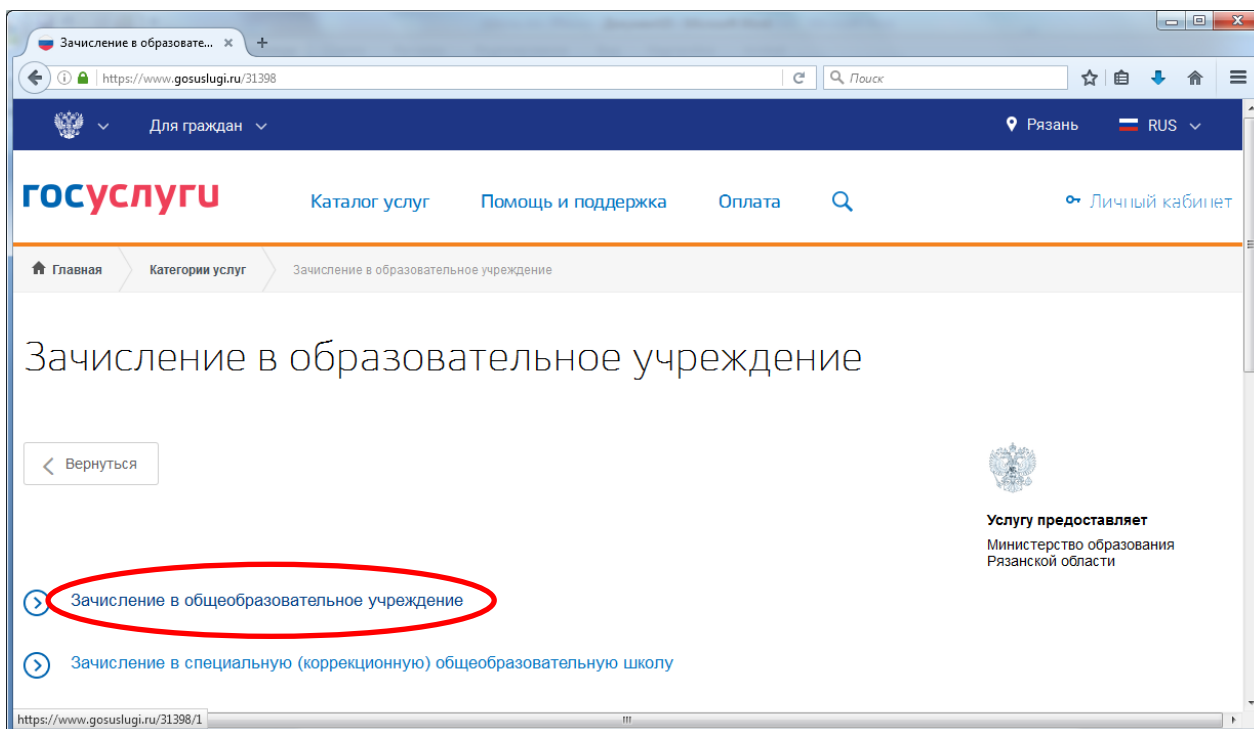 Зачисление в образовате...
https://www.gosuslugi.ru/31398
Поиск
Для граждан
Рязань
RUS
госуслуги
Каталог услуг
Помощь и поддержка
Оплата
Личный кабинет
Главная
Категории услуг
Зачисление в образовательное учреждение
Зачисление в образовательное учреждение
Вернуться
Услугу предоставляет
Министерство образования
Рязанской области
Зачисление в общеобразовательное учреждение
Зачисление в специальную (коррекционную) общеобразовательную школу
https://www.gosuslugi.ru/31398/1